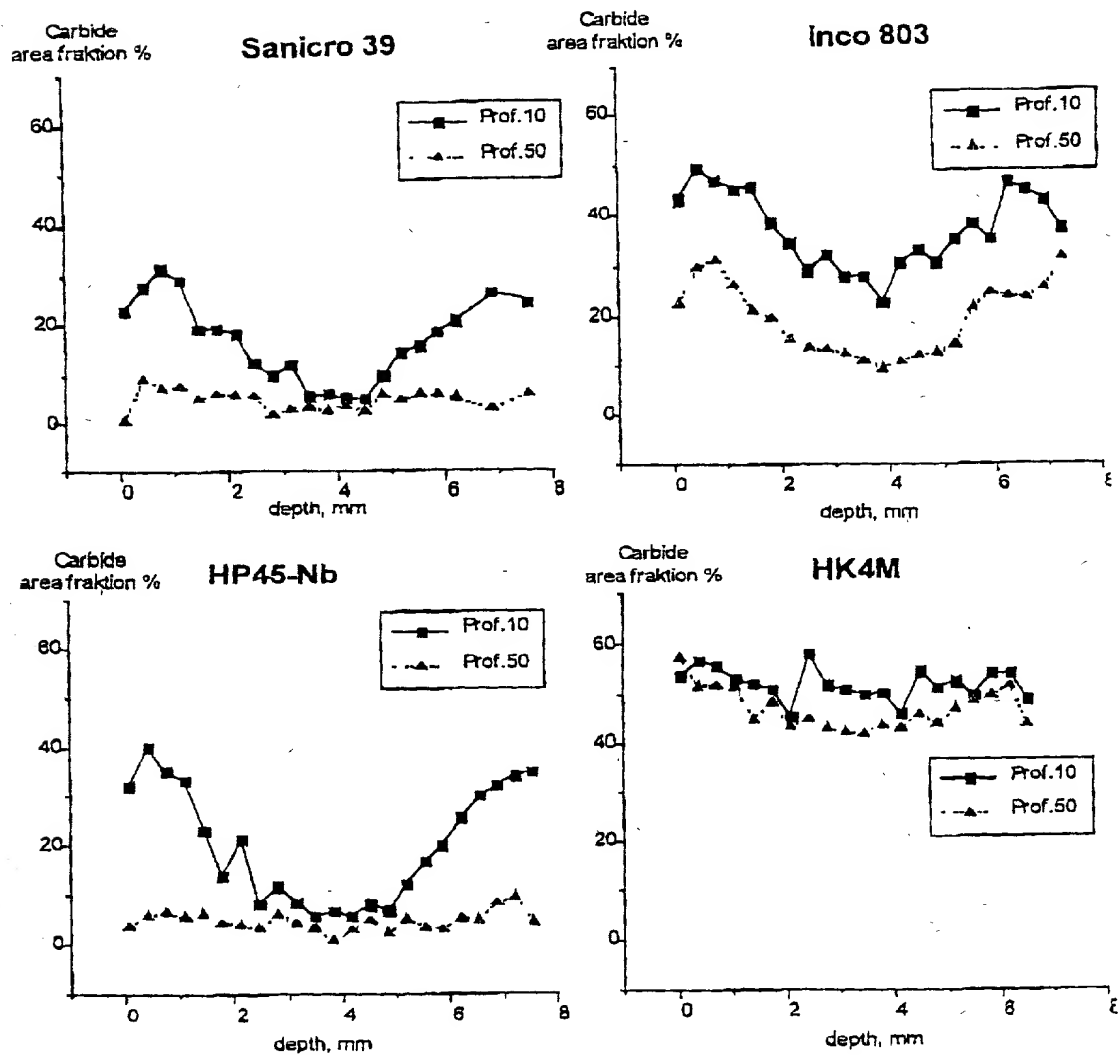 Carbide
area fraktion %
Sanicro 39
60
40
20
0
Prof.10
Prof.50
0 2 4 6 8
depth, mm
Carbide
area fraktion %
Inco 803
60
40
20
0
Prof.10
Prof.50
0 2 4 6
depth, mm
Carbide
area fraktion %
HP45-Nb
60
40
20
0
Prof.10
Prof.50
0 2 4 6 8
depth, mm
Carbide
area fraktion %
HK4M
60
40
20
0
Prof.10
Prof.50
0 2 4 6
depth, mm